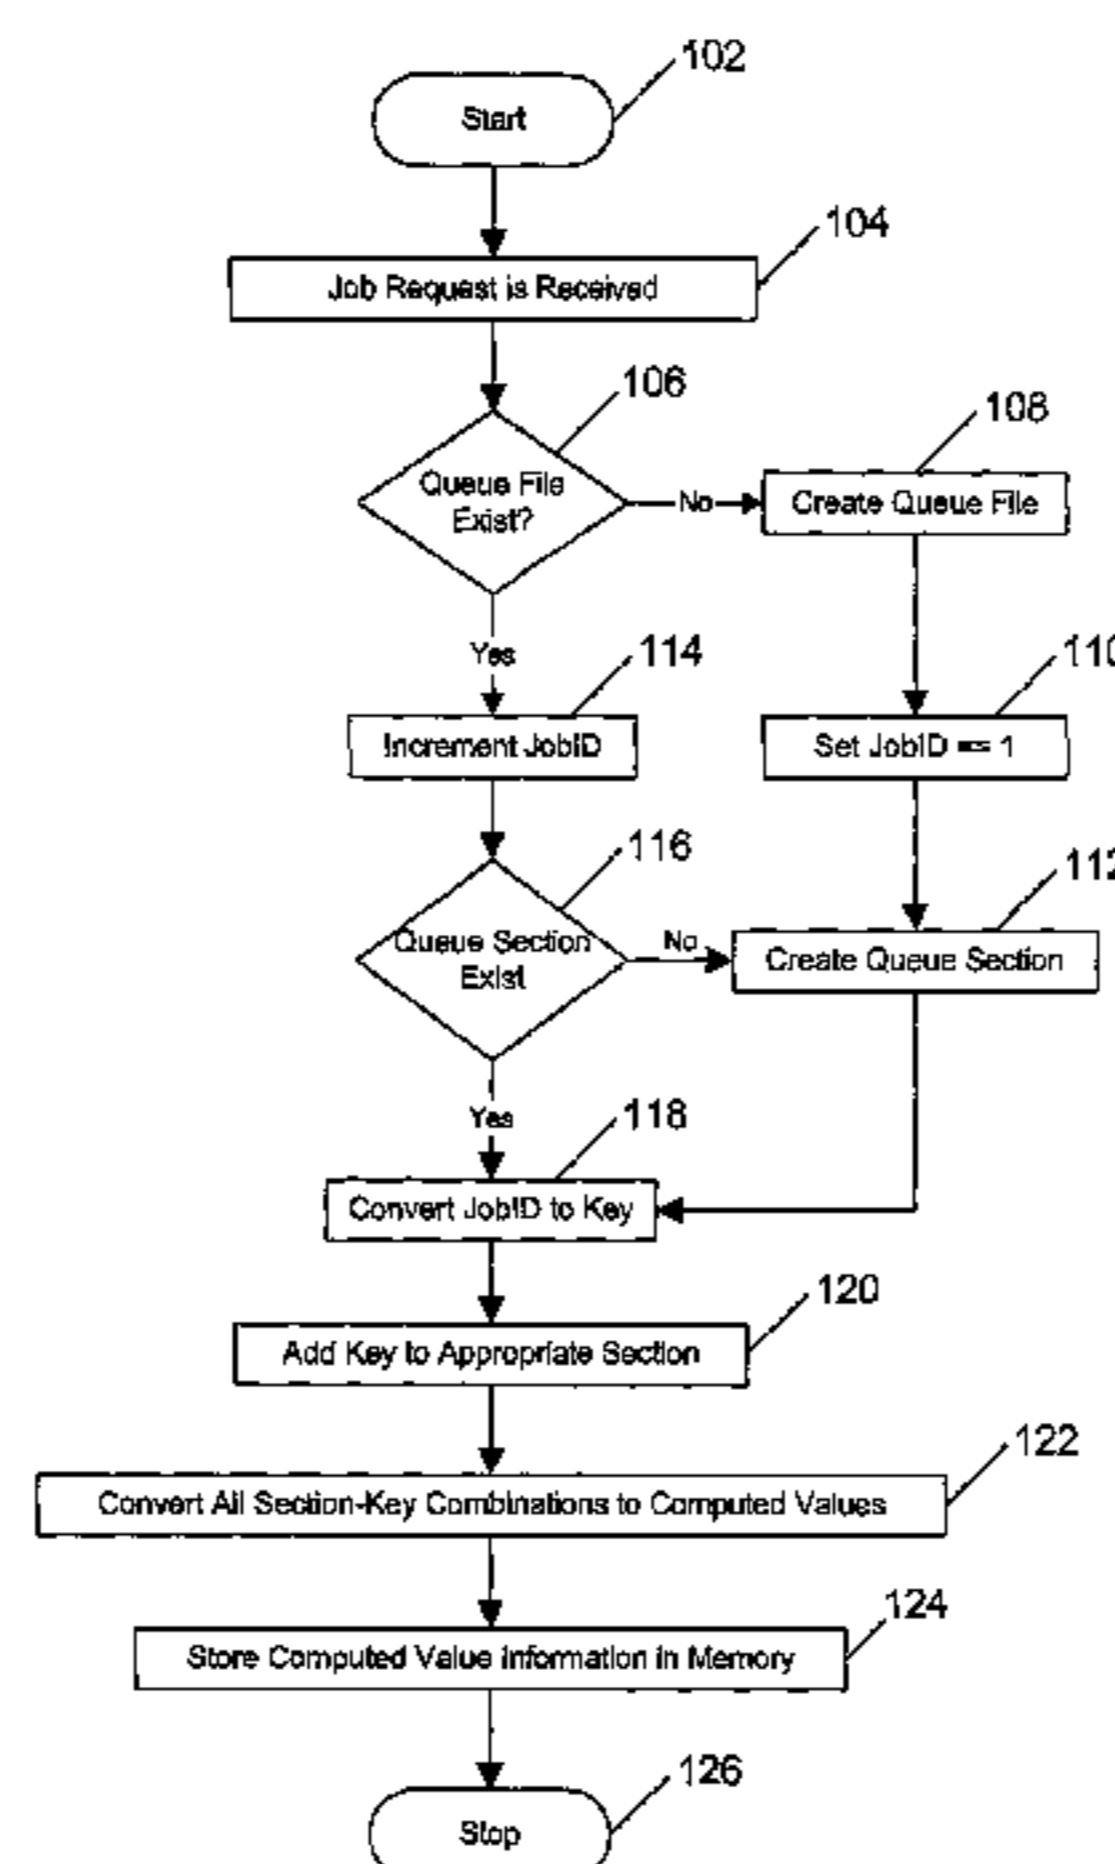 102
Start
104
Job Request is Received
106
108
Queue File
Exist?
No
Create Queue File
Yes
114
110
Increment JobID
Set JobID == 1
116
112
Queue Section
Exist
No
Create Queue Section
Yes
118
Convert JobID to Key
120
Add Key to Appropriate Section
122
Convert All Section-Key Combinations to Computed Values
124
Store Computed Value Information in Memory
126
Stop